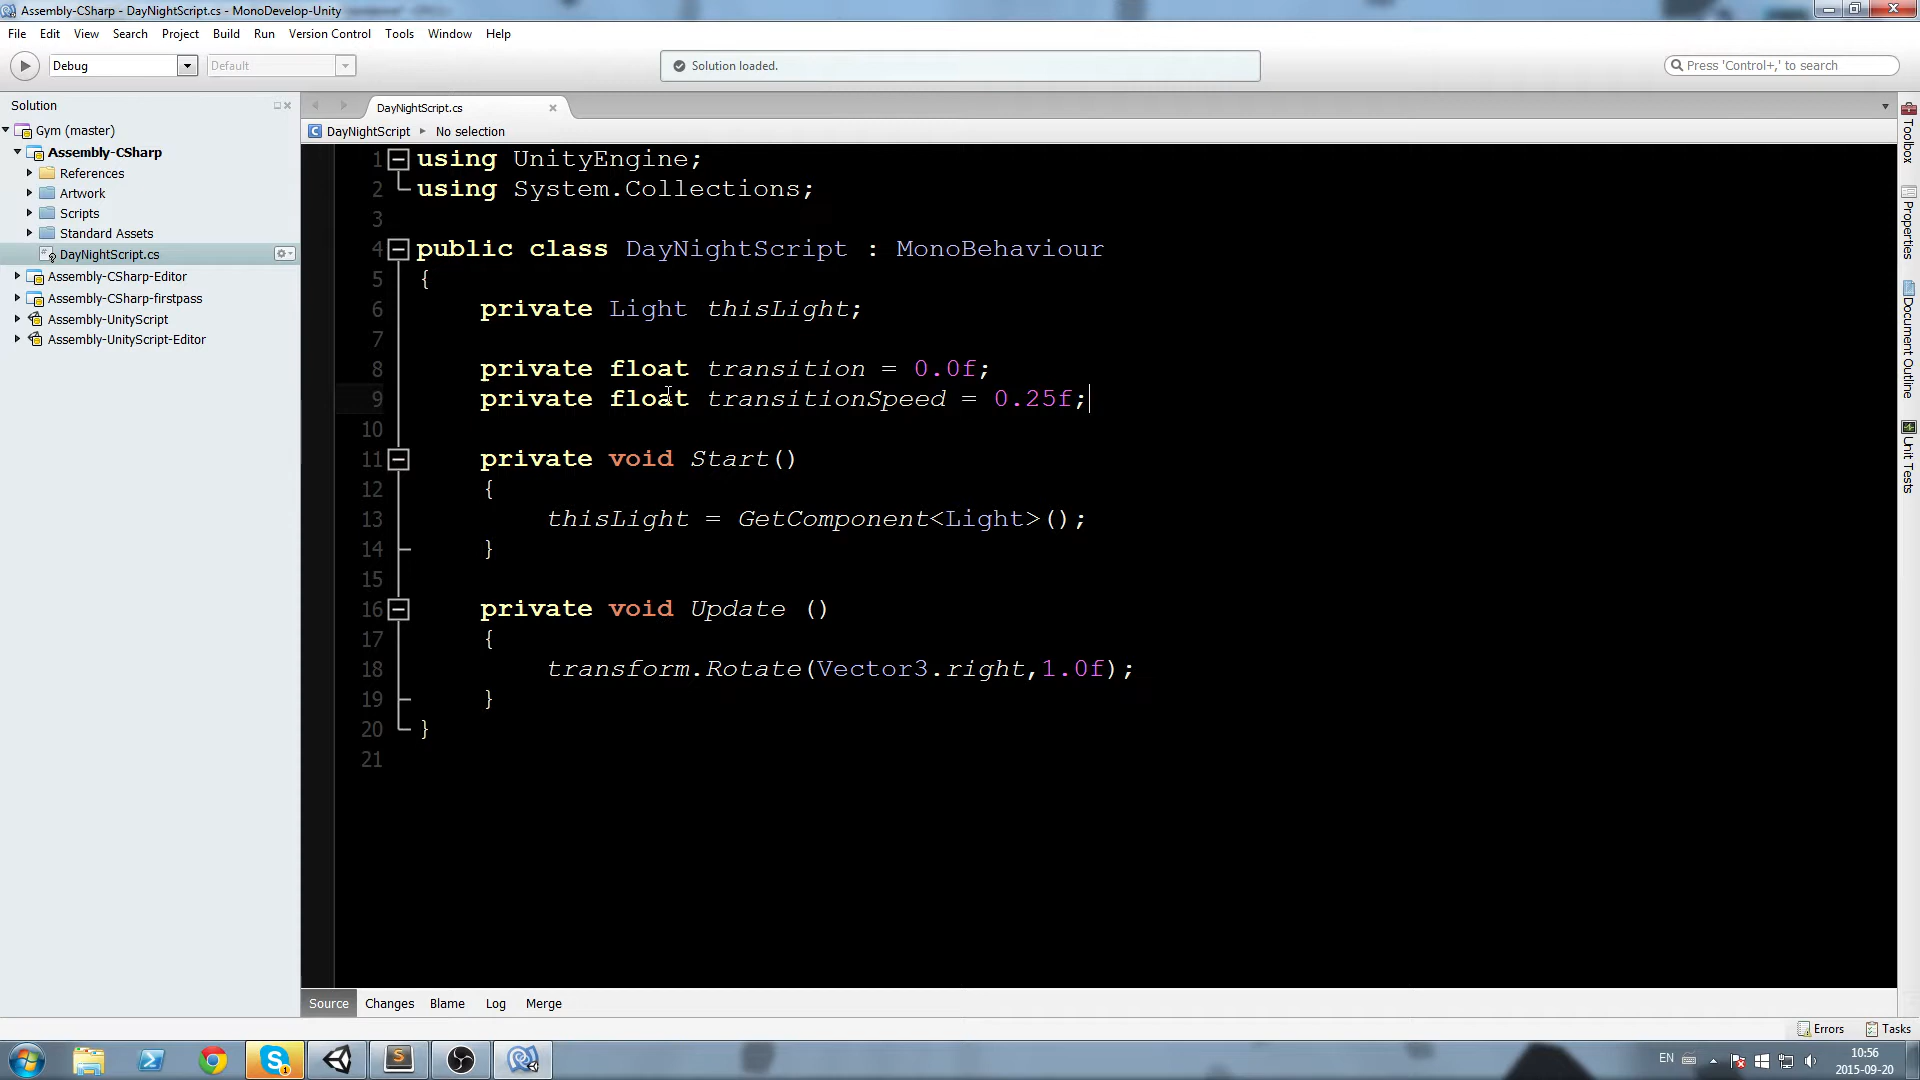 Assembly-CSharp - DayNightScript.cs - MonoDevelop-Unity
File Edit View Search Project Build Run Version Control Tools Window Help
Debug Default Solution loaded. Press 'Control+,' to search
Solution
Gym (master)
Assembly-CSharp
References
Artwork
Scripts
Standard Assets
DayNightScript.cs
Assembly-CSharp-Editor
Assembly-CSharp-firstpass
Assembly-UnityScript
Assembly-UnityScript-Editor
DayNightScript.cs
DayNightScript No selection
1 using UnityEngine;
2 using System.Collections;
3
4 public class DayNightScript : MonoBehaviour
5 {
6 private Light thisLight;
7
8 private float transition = 0.0f;
9 private float transitionSpeed = 0.25f;
10
11 private void Start()
12 {
13 thisLight = GetComponent<Light>();
14 }
15
16 private void Update ()
17 {
18 transform.Rotate(Vector3.right,1.0f);
19 }
20 }
21
Toolbox
Properties
Document Outline
Unit Tests
Source Changes Blame Log Merge
Errors Tasks
EN 10:56
2015-09-20